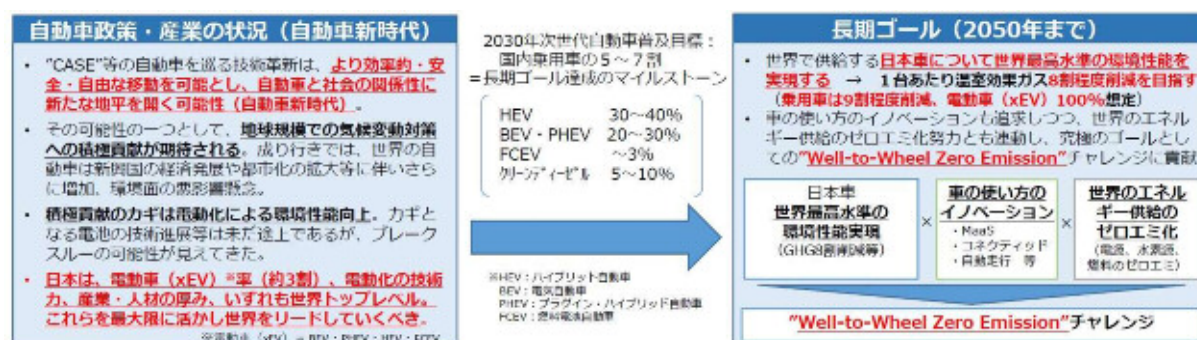 自動車政策・産業の状況（自動車新時代）
・ “CASE”等の自動車を巡る技術革新は、より効率的・安
全・自由な移動を可能とし、自動車と社会の関係性に
新たな地平を開く可能性（自動車新時代）。
・ その可能性の一つとして、地球規模での気候変動対策
への積極貢献が期待される。成り行きでは、世界の自
動車は新興国の経済発展や都市化の拡大等に伴いさら
に増加、環境面の悪影響懸念。
・ 積極貢献のカギは電動化による環境性能向上。カギと
なる電池の技術進展等は未だ途上であるが、ブレーク
スルーの可能性が見えてきた。
・ 日本は、電動車（xEV）※率（約3割）、電動化の技術
力、産業・人材の厚み、いずれも世界トップレベル。
これらを最大限に活かし世界をリードしていくべき。
※電動車（xEV）＝BEV・PHEV・HEV・FCEV
2030年次世代自動車普及目標：
国内乗用車の５～７割
＝長期ゴール達成のマイルストーン
HEV 30～40%
BEV・PHEV 20～30%
FCEV ～3%
クリーンディーゼル 5～10%
※HEV：ハイブリット自動車
BEV：電気自動車
PHEV：プラグイン・ハイブリッド自動車
FCEV：燃料電池自動車
長期ゴール（2050年まで）
・ 世界で供給する日本車について世界最高水準の環境性能を
実現する → １台あたり温室効果ガス8割程度削減を目指す
（乗用車は9割程度削減、電動車（xEV）100%想定）
・ 車の使い方のイノベーションも追求しつつ、世界のエネル
ギー供給のゼロエミ化努力とも連動し、究極のゴールとし
ての“Well-to-Wheel Zero Emission”チャレンジに貢献
日本車
世界最高水準の
環境性能実現
（GHG8割削減等）
×
車の使い方の
イノベーション
・MaaS
・コネクティッド
・自動走行 等
×
世界のエネル
ギー供給の
ゼロエミ化
（電源、水素源、
燃料のゼロエミ）
“Well-to-Wheel Zero Emission”チャレンジ